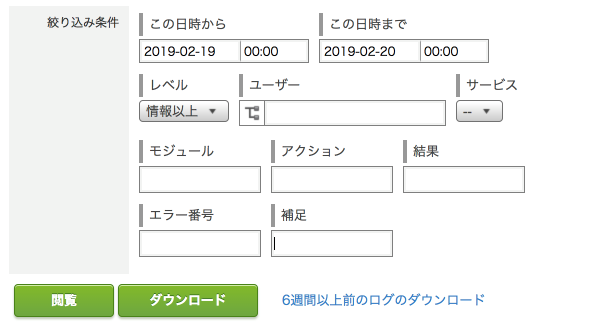 絞り込み条件
この日時から この日時まで
2019-02-19 00:00 2019-02-20 00:00
レベル ユーザー サービス
情報以上 --
モジュール アクション 結果
エラー番号 補足
閲覧 ダウンロード 6週間以上前のログのダウンロード